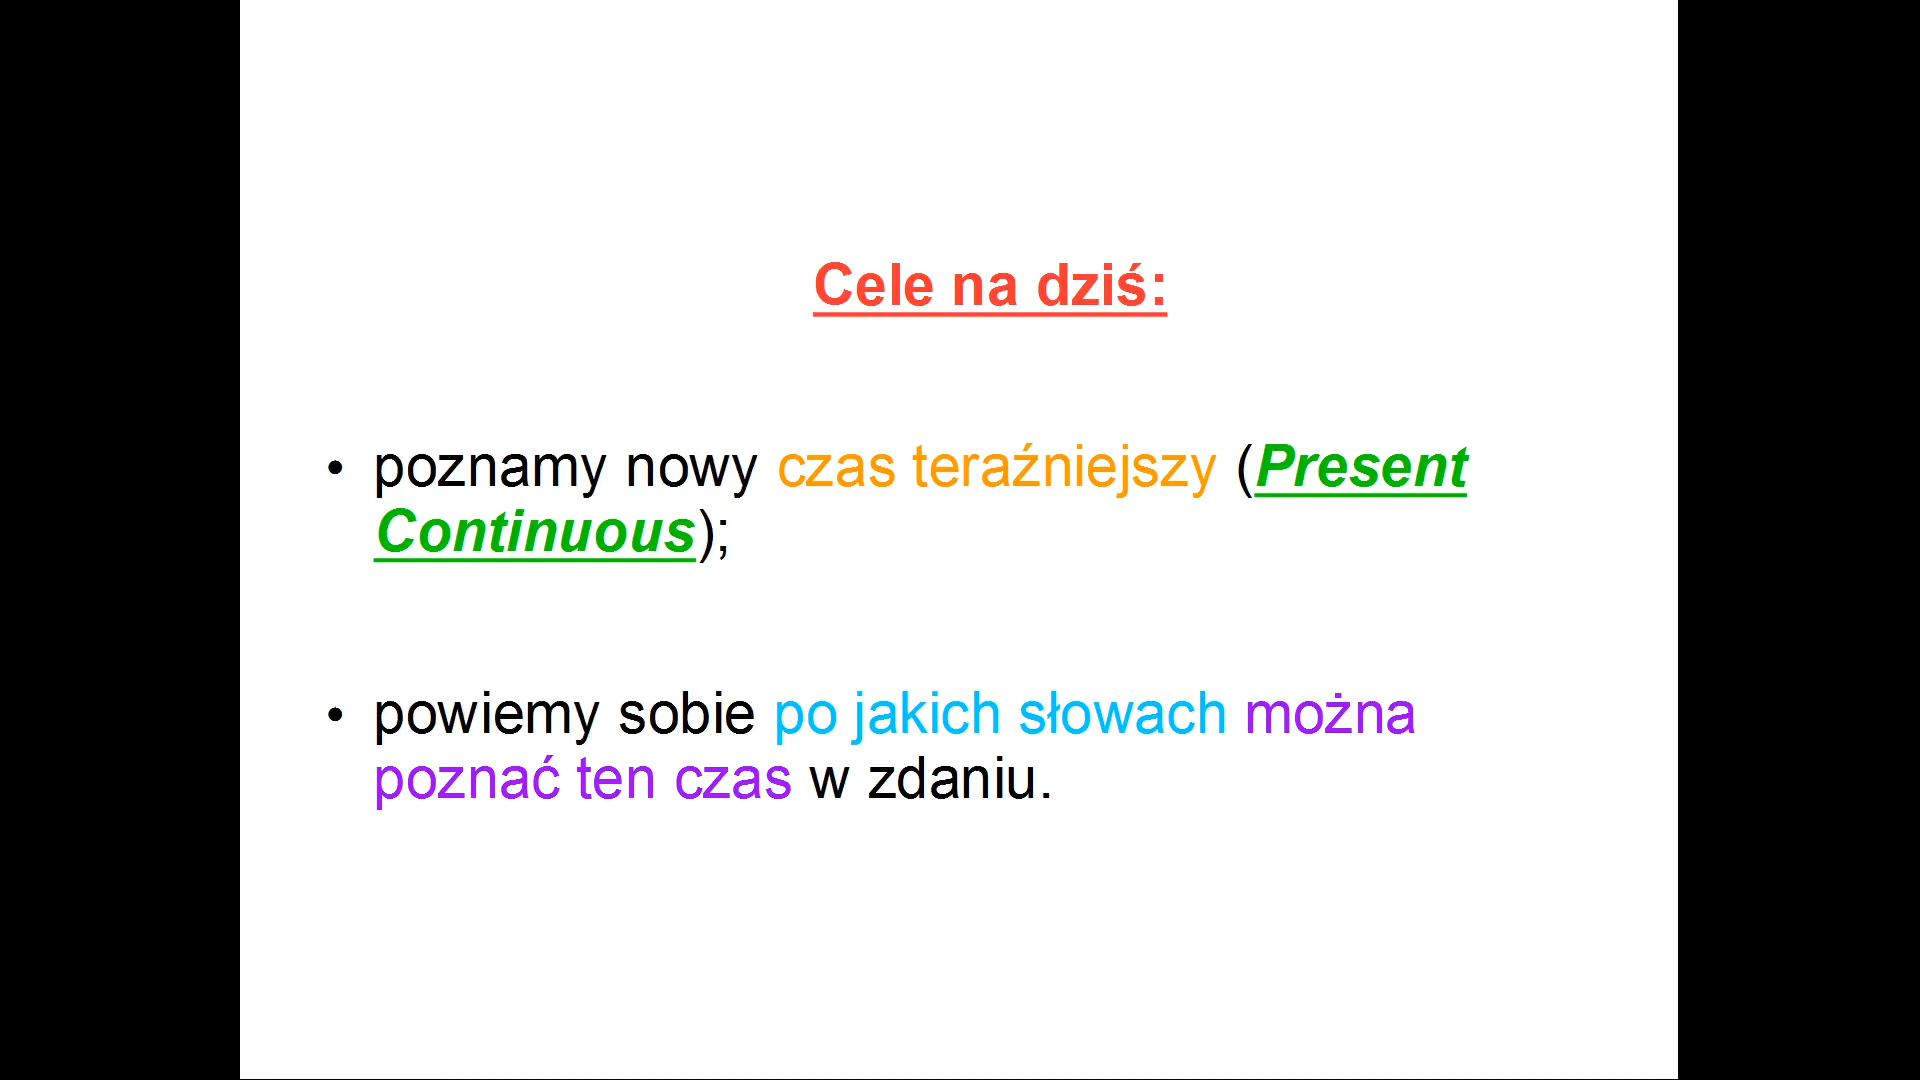 Cele na dziś:
• poznamy nowy czas teraźniejszy (Present
Continuous);
• powiemy sobie po jakich słowach można
poznać ten czas w zdaniu.